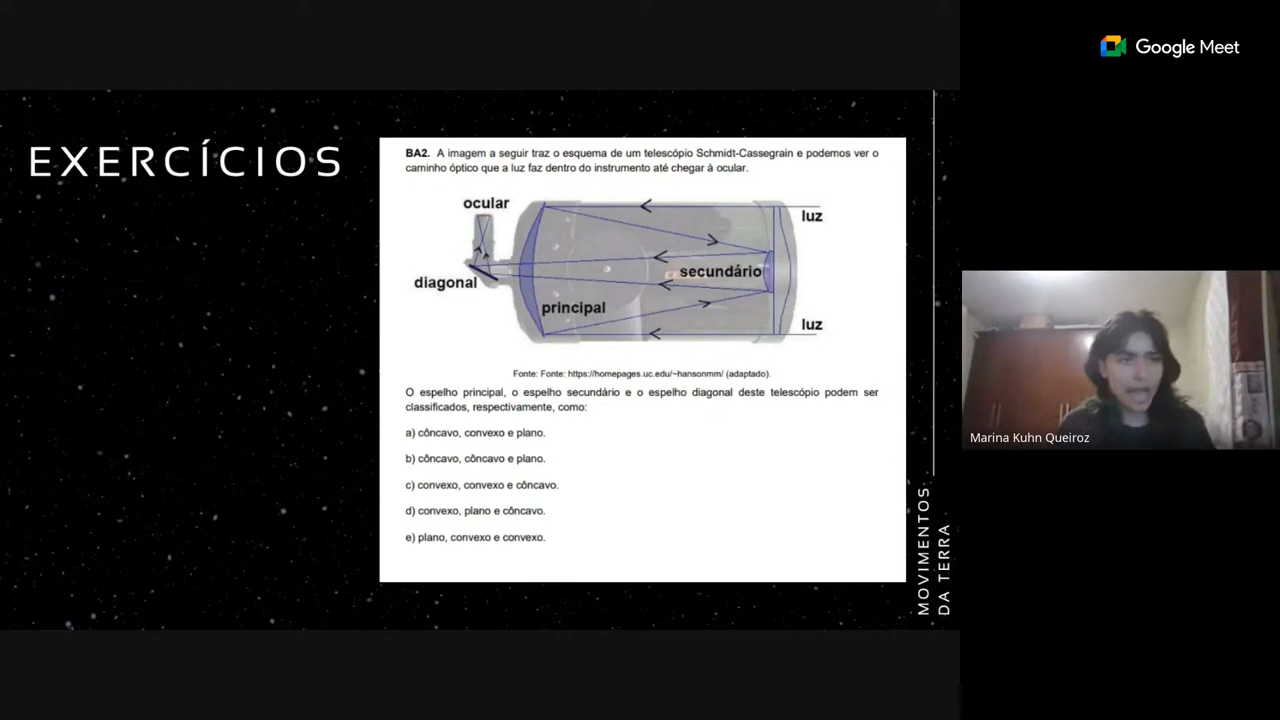 Google Meet
EXERCÍCIOS
BA2. A imagem a seguir traz o esquema de um telescópio Schmidt-Cassegrain e podemos ver o
caminho óptico que a luz faz dentro do instrumento até chegar à ocular.
ocular
luz
secundário
diagonal
principal
luz
Fonte: Fonte: https://homepages.uc.edu/~hansonmm/ (adaptado).
O espelho principal, o espelho secundário e o espelho diagonal deste telescópio podem ser
classificados, respectivamente, como:
a) côncavo, convexo e plano.
b) côncavo, côncavo e plano.
c) convexo, convexo e côncavo.
d) convexo, plano e côncavo.
e) plano, convexo e convexo.
MOVIMENTOS
DA TERRA
Marina Kuhn Queiroz